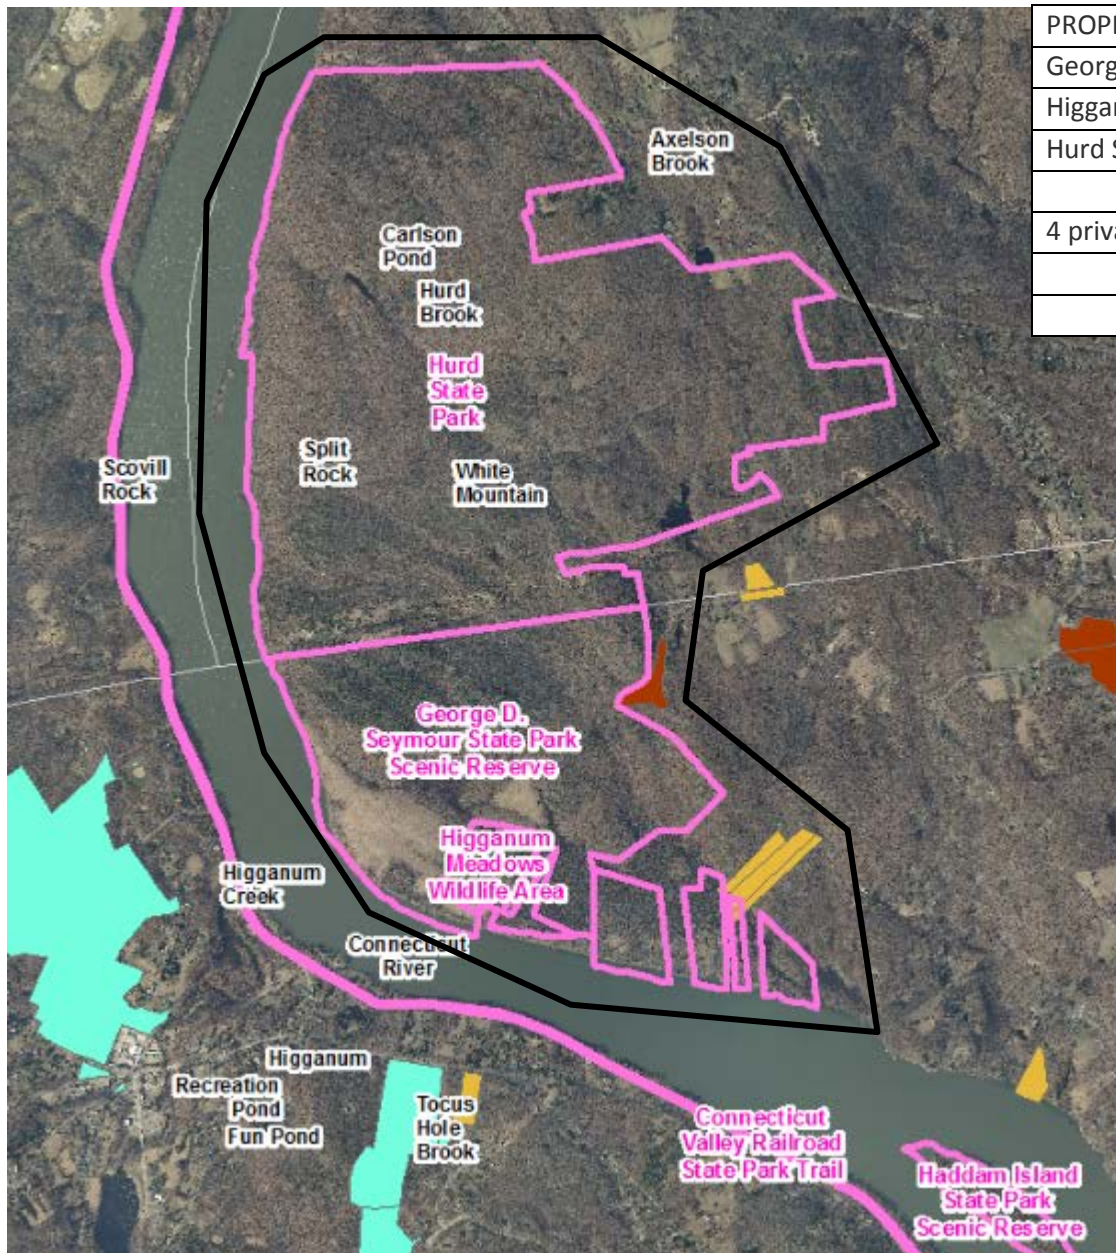 Axelson
Brook
Carlson
Pond
Hurd
Brook
Hurd
State
Park
Split
Rock
White
Mountain
Scovill
Rock
George D.
Seymour State Park
Scenic Reserve
Higganum
Meadows
Wildlife Area
Higganum
Creek
Connecticut
River
Higganum
Recreation
Pond
Fun Pond
Tocus
Hole
Brook
Connecticut
Valley Railroad
State Park Trail
Haddam Island
State Park
Scenic Reserve
Georg
Hurd S
4 priva